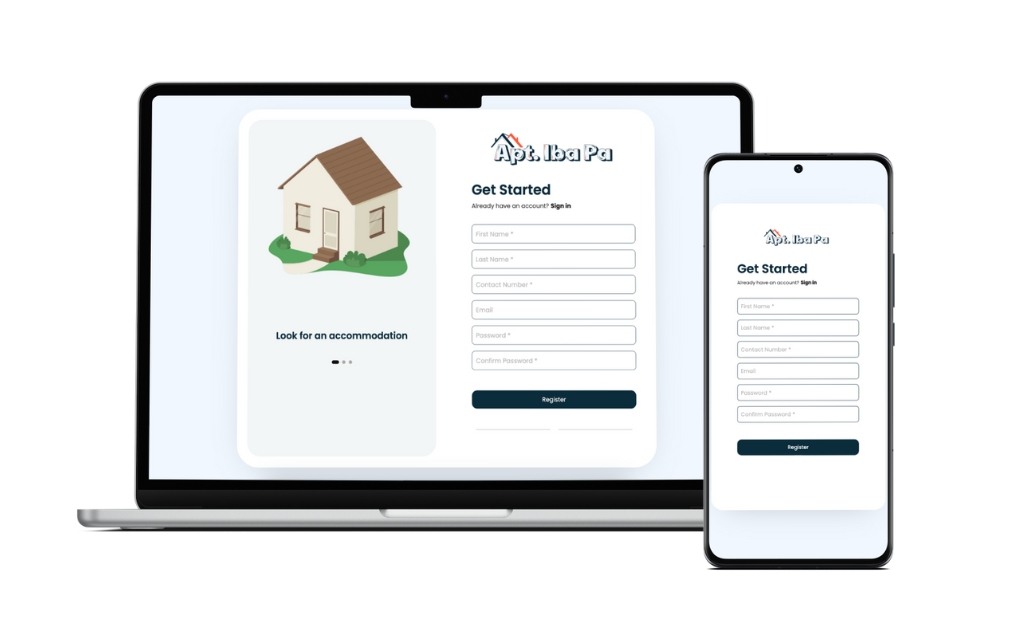 Apt. Iba Pa
Get Started
Already have an account? Sign in
First Name *
Last Name *
Contact Number *
Email
Password *
Confirm Password *
Register
Look for an accommodation
Apt. Iba Pa
Get Started
Already have an account? Sign in
First Name *
Last Name *
Contact Number *
Email
Password *
Confirm Password *
Register